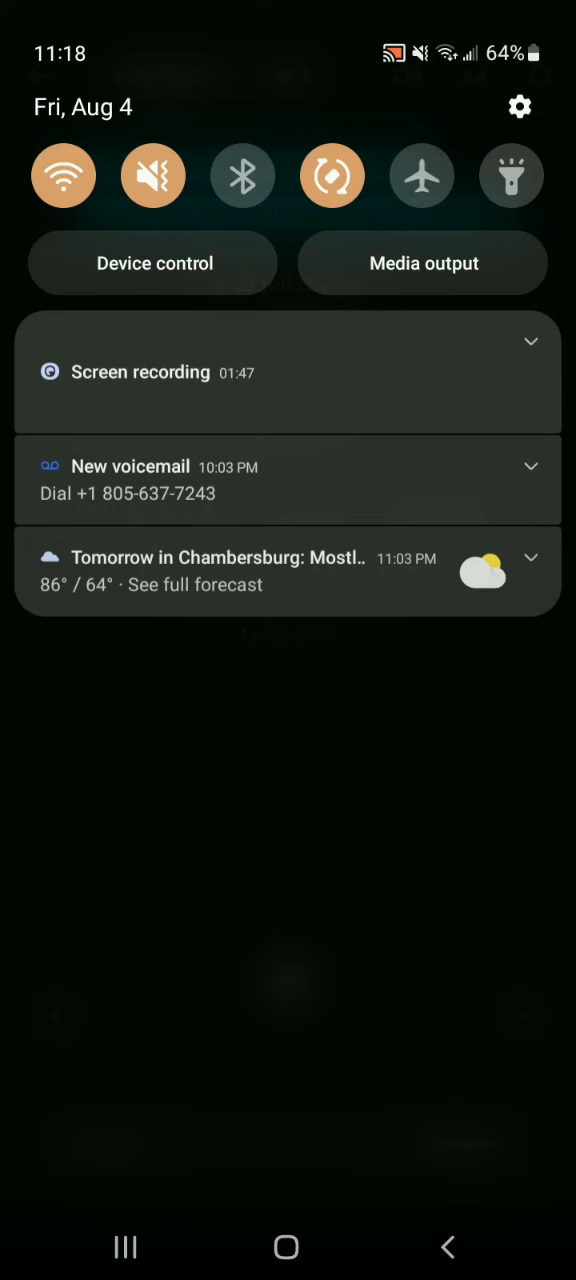 11:18 64%
Fri, Aug 4
Device control Media output
Screen recording 01:47
New voicemail 10:03 PM
Dial +1 805-637-7243
Tomorrow in Chambersburg: Mostl.. 11:03 PM
86° / 64° · See full forecast